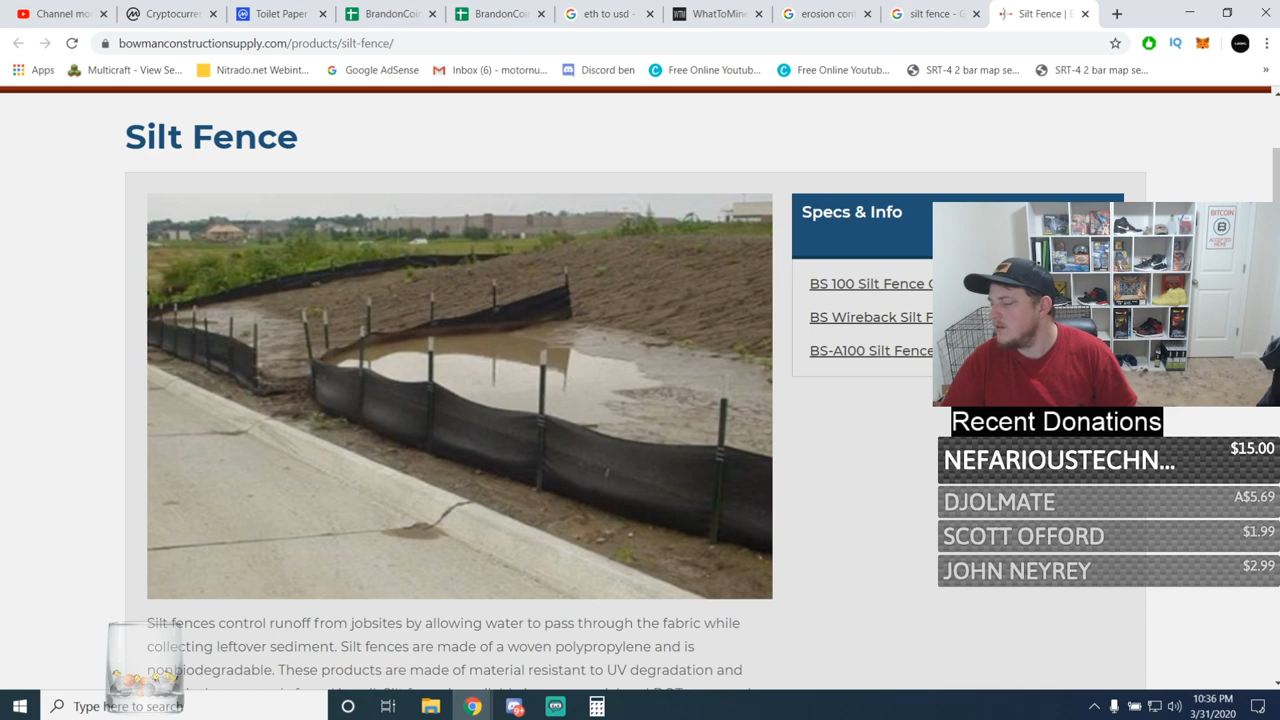 Channel mo
Cryptocurre
Toilet Paper
BrandonCoi
BrandonCoi
eth to usd -
WhatToMine
erosion cont
silt fence - G
Silt Fence |
bowmanconstructionsupply.com/products/silt-fence/
Apps
Multicraft - View Se...
Nitrado.net Webint...
Google AdSense
Inbox (6) - motornu...
Discord ben
Free Online Youtub...
Free Online Youtub...
SRT-4 2 bar map se...
SRT-4 2 bar map se...
»
Silt Fence
Specs & Info
BS 100 Silt Fence
BS Wireback Silt F
BS-A100 Silt Fence
BITCOIN
B
ACCEPTED
HERE
Recent Donations
NEFARIOUSTECHN... $15.00
DJOLMATE A$5.69
SCOTT OFFORD $1.99
JOHN NEYREY $2.99
Silt fences control runoff from jobsites by allowing water to pass through the fabric while
collecting leftover sediment. Silt fences are made of a woven polypropylene and is
nonbiodegradable. These products are made of material resistant to UV degradation and
Type here to search
10:36 PM
3/31/2020